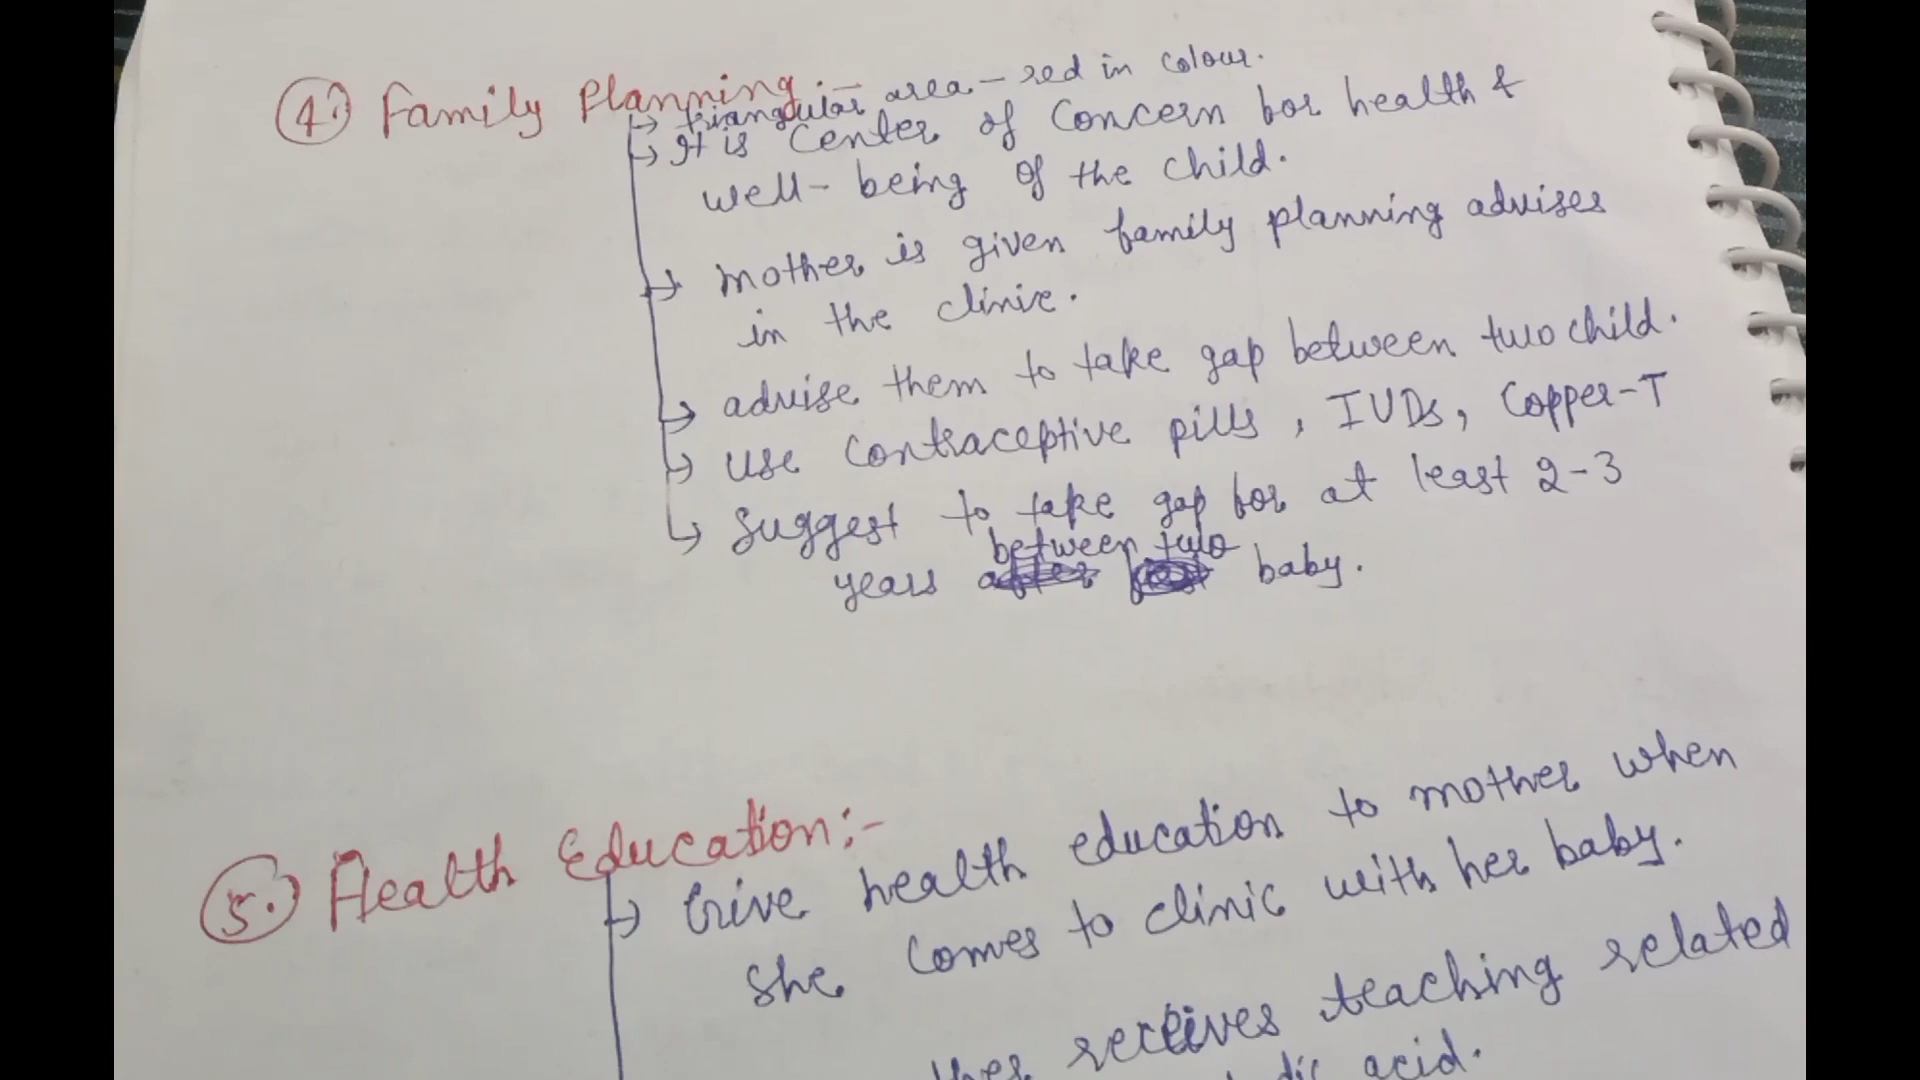 4. Family Planning :-
→ triangular area - red in colour.
→ It is Center of Concern for health &
well-being of the child.
→ mother is given family planning advises
in the clinic.
→ advise them to take gap between two child.
→ use contraceptive pills, IUDs, Copper-T
→ Suggest to take gap for at least 2-3
years between two baby.
5. Health Education:-
→ Give health education to mother when
she comes to clinic with her baby.
receives teaching related
acid.